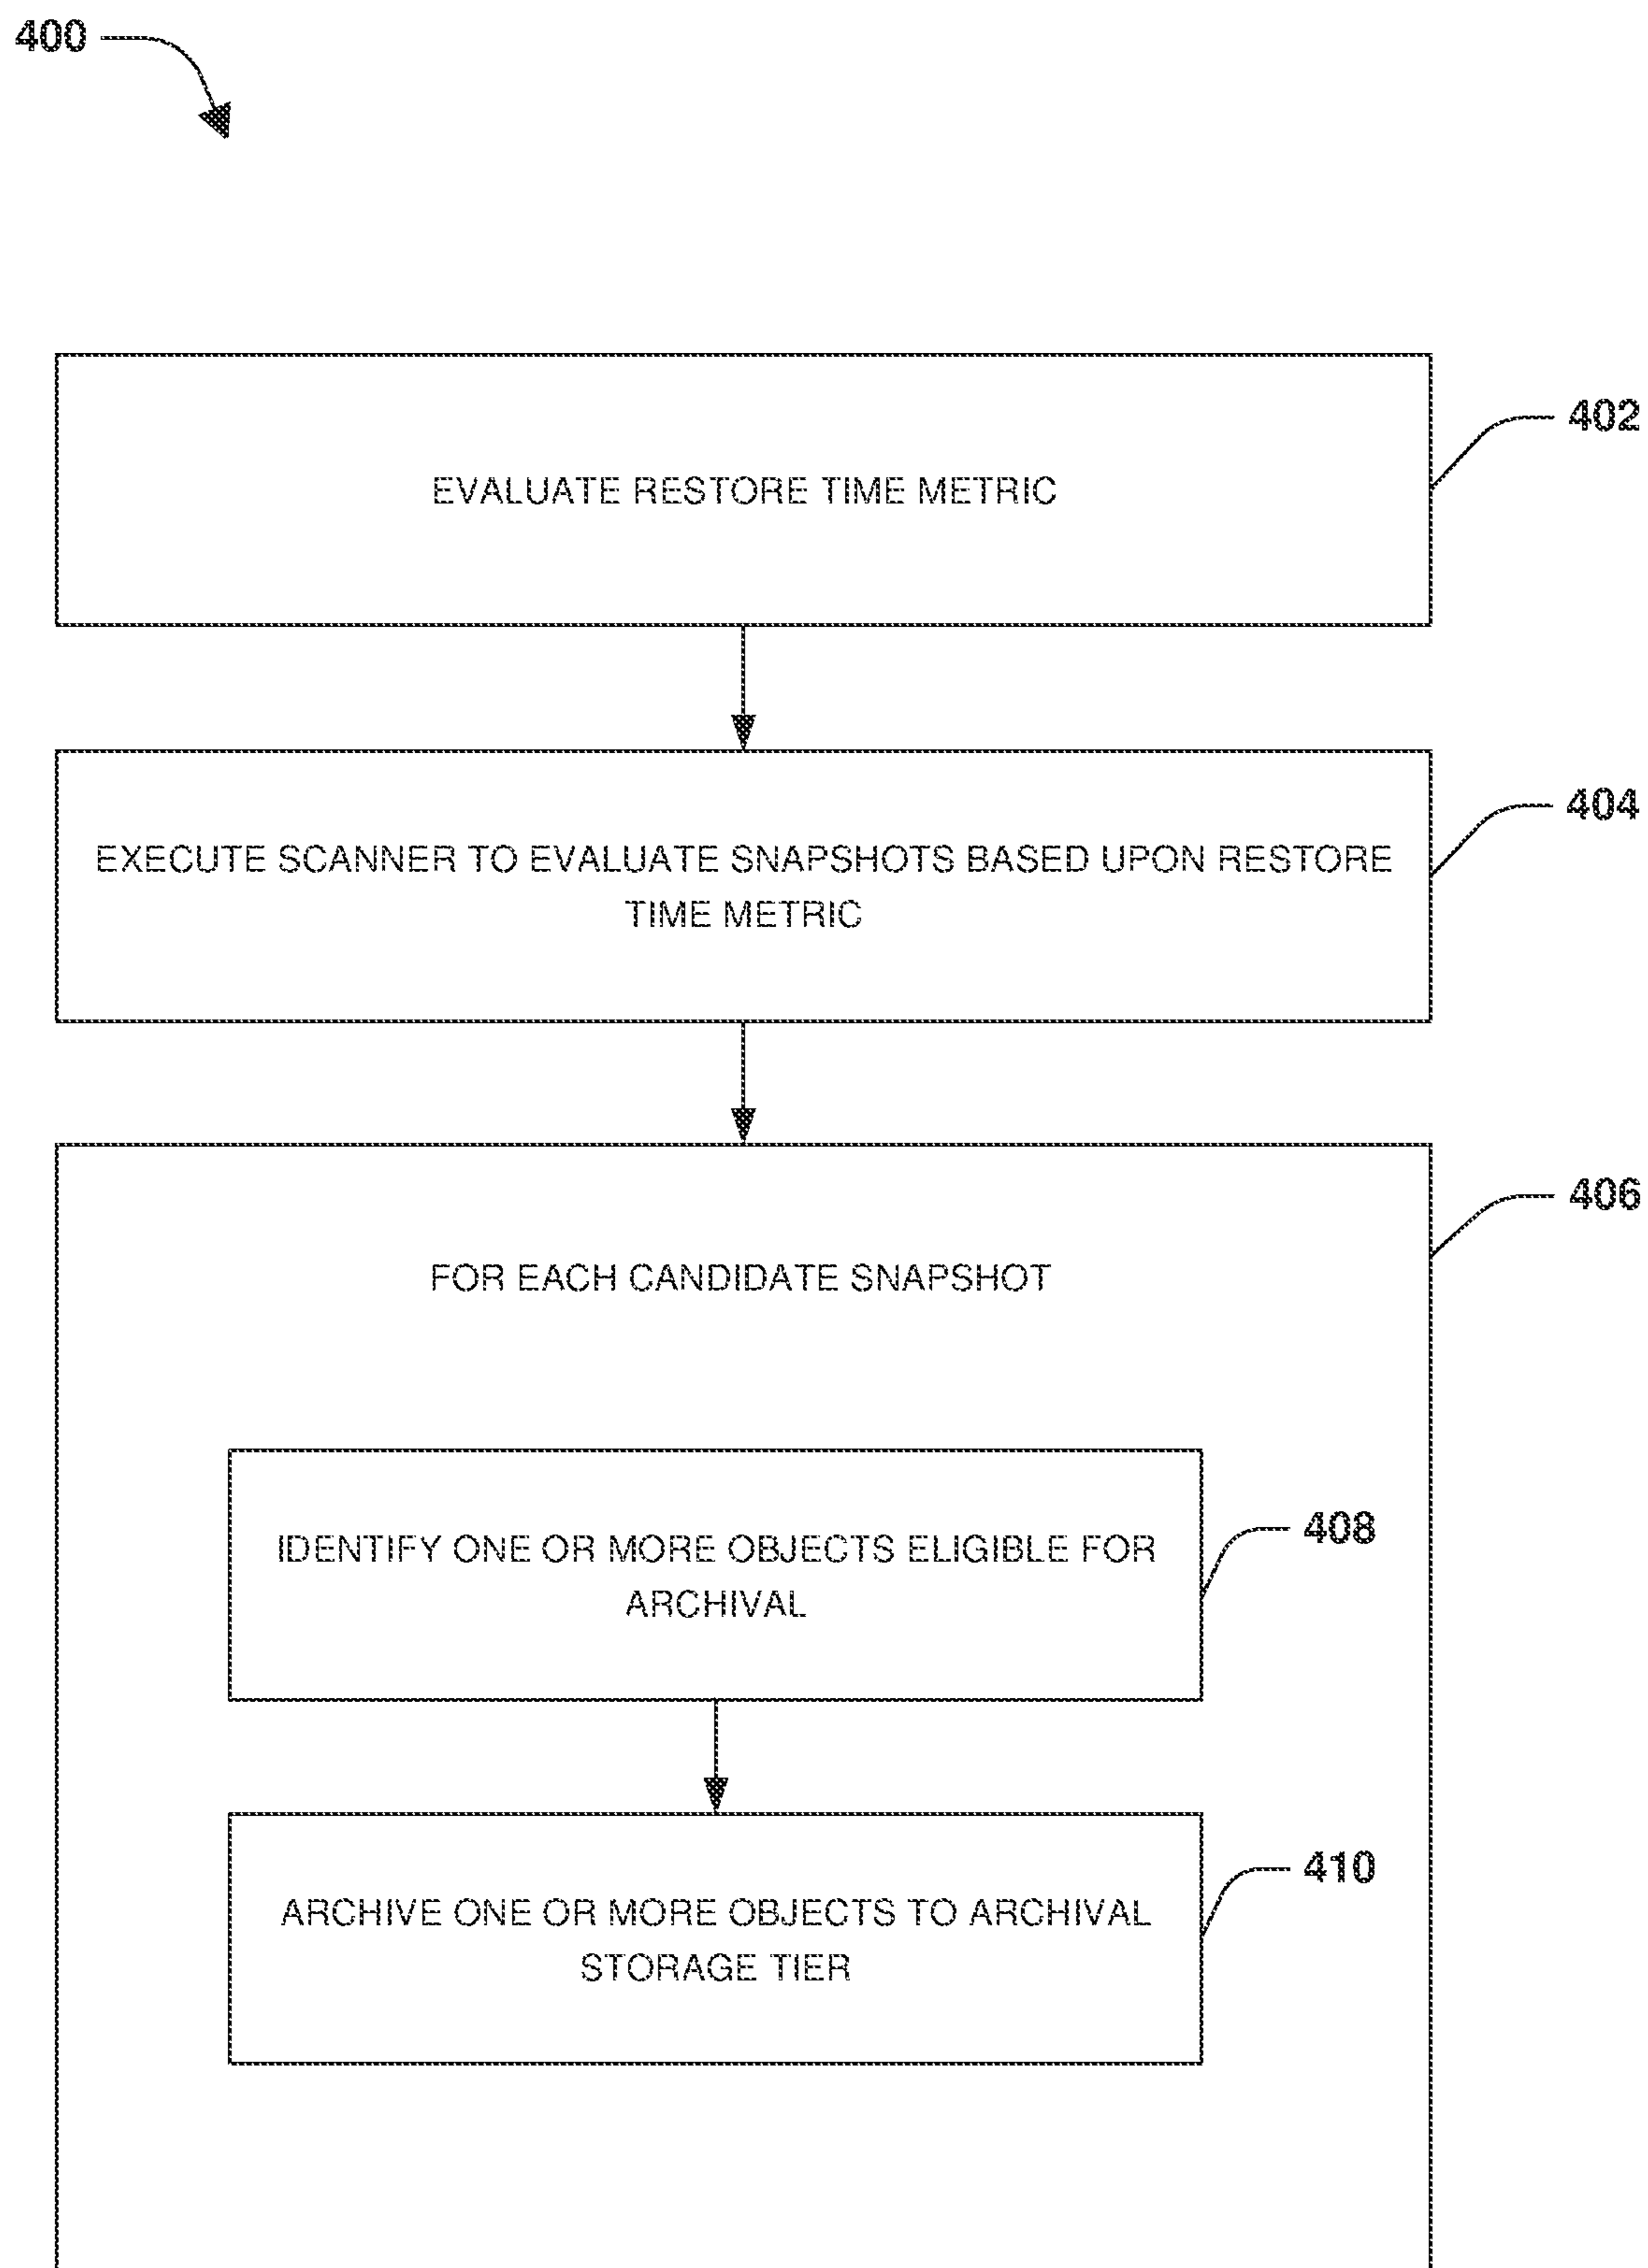 400
EVALUATE RESTORE TIME METRIC
402
EXECUTE SCANNER TO EVALUATE SNAPSHOTS BASED UPON RESTORE
TIME METRIC
404
FOR EACH CANDIDATE SNAPSHOT
406
IDENTIFY ONE OR MORE OBJECTS ELIGIBLE FOR
ARCHIVAL
408
ARCHIVE ONE OR MORE OBJECTS TO ARCHIVAL
STORAGE TIER
410